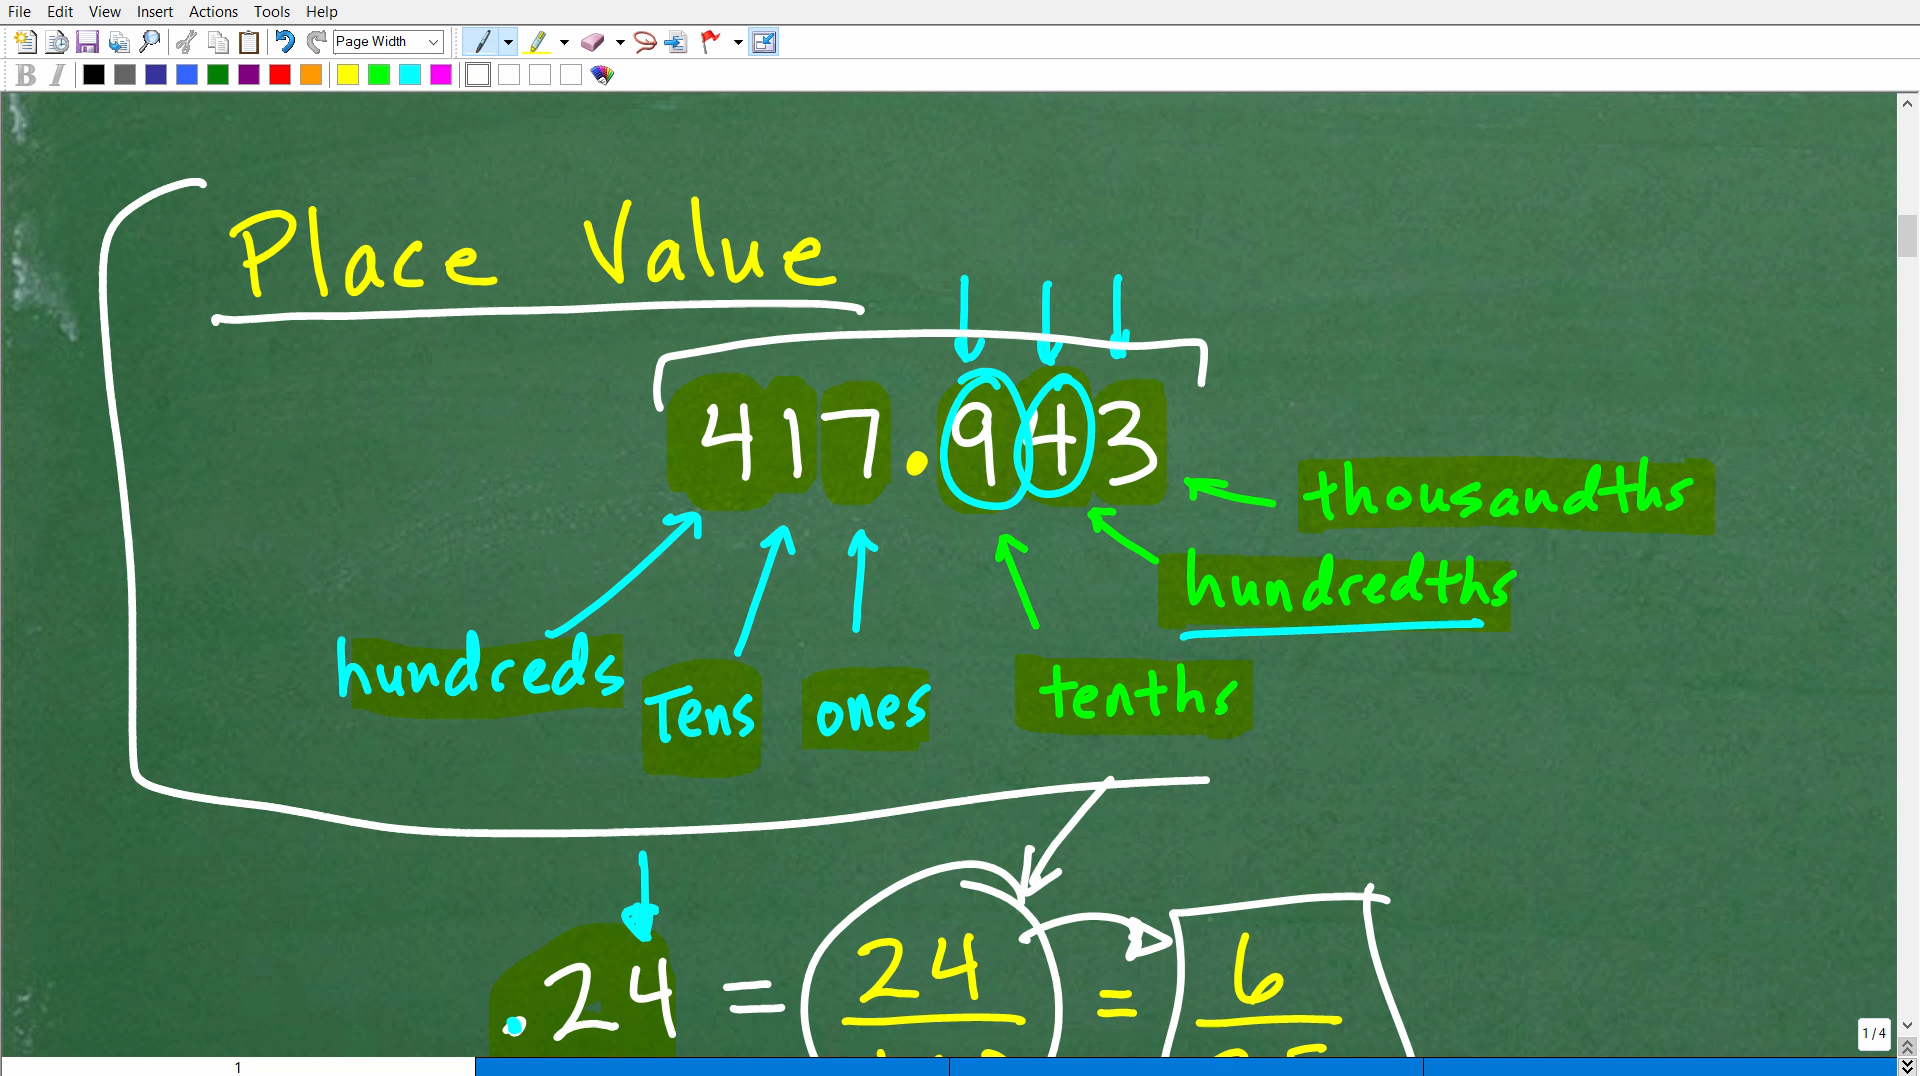 File Edit View Insert Actions Tools Help
Page Width
B I
Place Value
417.943
thousandths
hundredths
hundreds Tens ones tenths
.24 = 24 = 6
1/4
1